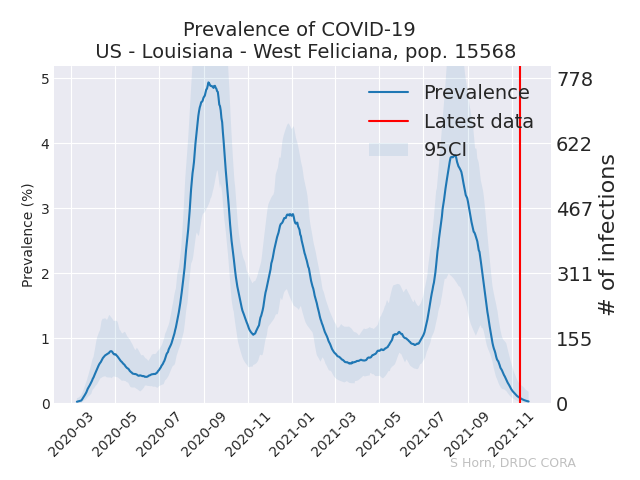 Prevalence of COVID-19
US - Louisiana - West Feliciana, pop. 15568
Prevalence
Latest data
95CI
5
4
3
2
1
0
Prevalence (%)
778
622
467
311
155
0
# of infections
2020-03
2020-05
2020-07
2020-09
2020-11
2021-01
2021-03
2021-05
2021-07
2021-09
2021-11
S Horn, DRDC CORA